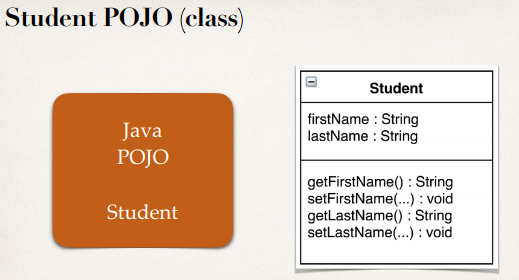 Student POJO (class)
Java
POJO
Student
Student
firstName : String
lastName : String
getFirstName() : String
setFirstName(...) : void
getLastName() : String
setLastName(...) : void